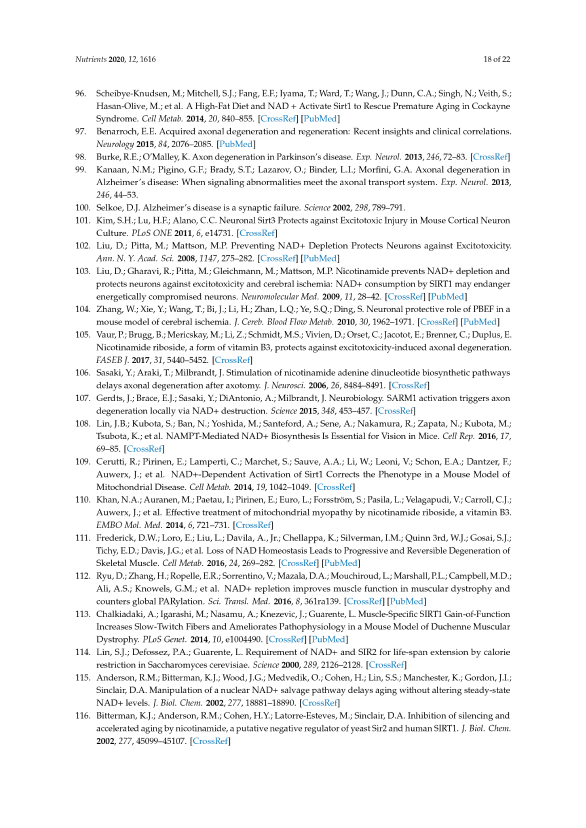 Nutrients 2020, 12, 1616
18 of 22
96. Scheibye-Knudsen, M.; Mitchell, S.J.; Fang, E.F.; Iyama, T.; Ward, T.; Wang, J.; Dunn, C.A.; Singh, N.; Veith, S.;
Hasan-Olive, M.; et al. A High-Fat Diet and NAD + Activate Sirt1 to Rescue Premature Aging in Cockayne
Syndrome. Cell Metab. 2014, 20, 840–855. [CrossRef] [PubMed]
97. Benarroch, E.E. Acquired axonal degeneration and regeneration: Recent insights and clinical correlations.
Neurology 2015, 84, 2076–2085. [PubMed]
98. Burke, R.E.; O'Malley, K. Axon degeneration in Parkinson's disease. Exp. Neurol. 2013, 246, 72–83. [CrossRef]
99. Kanaan, N.M.; Pigino, G.F.; Brady, S.T.; Lazarov, O.; Binder, L.I.; Morfini, G.A. Axonal degeneration in
Alzheimer's disease: When signaling abnormalities meet the axonal transport system. Exp. Neurol. 2013,
246, 44–53.
100. Selkoe, D.J. Alzheimer's disease is a synaptic failure. Science 2002, 298, 789–791.
101. Kim, S.H.; Lu, H.F.; Alano, C.C. Neuronal Sirt3 Protects against Excitotoxic Injury in Mouse Cortical Neuron
Culture. PLoS ONE 2011, 6, e14731. [CrossRef]
102. Liu, D.; Pitta, M.; Mattson, M.P. Preventing NAD+ Depletion Protects Neurons against Excitotoxicity.
Ann. N. Y. Acad. Sci. 2008, 1147, 275–282. [CrossRef] [PubMed]
103. Liu, D.; Gharavi, R.; Pitta, M.; Gleichmann, M.; Mattson, M.P. Nicotinamide prevents NAD+ depletion and
protects neurons against excitotoxicity and cerebral ischemia: NAD+ consumption by SIRT1 may endanger
energetically compromised neurons. Neuromolecular Med. 2009, 11, 28–42. [CrossRef] [PubMed]
104. Zhang, W.; Xie, Y.; Wang, T.; Bi, J.; Li, H.; Zhan, L.Q.; Ye, S.Q.; Ding, S. Neuronal protective role of PBEF in a
mouse model of cerebral ischemia. J. Cereb. Blood Flow Metab. 2010, 30, 1962–1971. [CrossRef] [PubMed]
105. Vaur, P.; Brugg, B.; Mericskay, M.; Li, Z.; Schmidt, M.S.; Vivien, D.; Orset, C.; Jacotot, E.; Brenner, C.; Duplus, E.
Nicotinamide riboside, a form of vitamin B3, protects against excitotoxicity-induced axonal degeneration.
FASEB J. 2017, 31, 5440–5452. [CrossRef]
106. Sasaki, Y.; Araki, T.; Milbrandt, J. Stimulation of nicotinamide adenine dinucleotide biosynthetic pathways
delays axonal degeneration after axotomy. J. Neurosci. 2006, 26, 8484–8491. [CrossRef]
107. Gerdts, J.; Brace, E.J.; Sasaki, Y.; DiAntonio, A.; Milbrandt, J. Neurobiology. SARM1 activation triggers axon
degeneration locally via NAD+ destruction. Science 2015, 348, 453–457. [CrossRef]
108. Lin, J.B.; Kubota, S.; Ban, N.; Yoshida, M.; Santeford, A.; Sene, A.; Nakamura, R.; Zapata, N.; Kubota, M.;
Tsubota, K.; et al. NAMPT-Mediated NAD+ Biosynthesis Is Essential for Vision in Mice. Cell Rep. 2016, 17,
69–85. [CrossRef]
109. Cerutti, R.; Pirinen, E.; Lamperti, C.; Marchet, S.; Sauve, A.A.; Li, W.; Leoni, V.; Schon, E.A.; Dantzer, F.;
Auwerx, J.; et al. NAD+-Dependent Activation of Sirt1 Corrects the Phenotype in a Mouse Model of
Mitochondrial Disease. Cell Metab. 2014, 19, 1042–1049. [CrossRef]
110. Khan, N.A.; Auranen, M.; Paetau, I.; Pirinen, E.; Euro, L.; Forsström, S.; Pasila, L.; Velagapudi, V.; Carroll, C.J.;
Auwerx, J.; et al. Effective treatment of mitochondrial myopathy by nicotinamide riboside, a vitamin B3.
EMBO Mol. Med. 2014, 6, 721–731. [CrossRef]
111. Frederick, D.W.; Loro, E.; Liu, L.; Davila, A., Jr.; Chellappa, K.; Silverman, I.M.; Quinn 3rd, W.J.; Gosai, S.J.;
Tichy, E.D.; Davis, J.G.; et al. Loss of NAD Homeostasis Leads to Progressive and Reversible Degeneration of
Skeletal Muscle. Cell Metab. 2016, 24, 269–282. [CrossRef] [PubMed]
112. Ryu, D.; Zhang, H.; Ropelle, E.R.; Sorrentino, V.; Mazala, D.A.; Mouchiroud, L.; Marshall, P.L.; Campbell, M.D.;
Ali, A.S.; Knowels, G.M.; et al. NAD+ repletion improves muscle function in muscular dystrophy and
counters global PARylation. Sci. Transl. Med. 2016, 8, 361ra139. [CrossRef] [PubMed]
113. Chalkiadaki, A.; Igarashi, M.; Nasamu, A.; Knezevic, J.; Guarente, L. Muscle-Specific SIRT1 Gain-of-Function
Increases Slow-Twitch Fibers and Ameliorates Pathophysiology in a Mouse Model of Duchenne Muscular
Dystrophy. PLoS Genet. 2014, 10, e1004490. [CrossRef] [PubMed]
114. Lin, S.J.; Defossez, P.A.; Guarente, L. Requirement of NAD+ and SIR2 for life-span extension by calorie
restriction in Saccharomyces cerevisiae. Science 2000, 289, 2126–2128. [CrossRef]
115. Anderson, R.M.; Bitterman, K.J.; Wood, J.G.; Medvedik, O.; Cohen, H.; Lin, S.S.; Manchester, K.; Gordon, J.I.;
Sinclair, D.A. Manipulation of a nuclear NAD+ salvage pathway delays aging without altering steady-state
NAD+ levels. J. Biol. Chem. 2002, 277, 18881–18890. [CrossRef]
116. Bitterman, K.J.; Anderson, R.M.; Cohen, H.Y.; Latorre-Esteves, M.; Sinclair, D.A. Inhibition of silencing and
accelerated aging by nicotinamide, a putative negative regulator of yeast Sir2 and human SIRT1. J. Biol. Chem.
2002, 277, 45099–45107. [CrossRef]